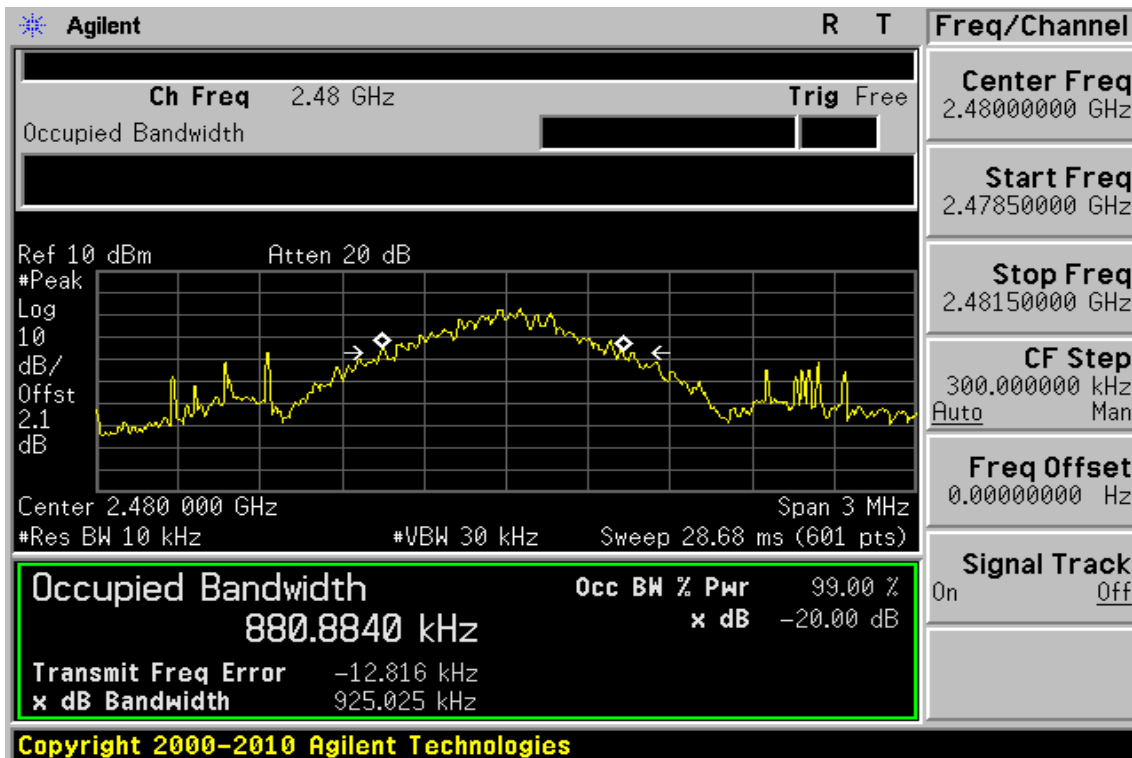 Agilent R T Freq/Channel
Ch Freq 2.48 GHz Trig Free
Occupied Bandwidth
Center Freq
2.48000000 GHz
Start Freq
2.47850000 GHz
Stop Freq
2.48150000 GHz
CF Step
300.000000 kHz
Auto Man
Freq Offset
0.00000000 Hz
Signal Track
On Off
Ref 10 dBm Atten 20 dB
#Peak
Log
10
dB/
Offst
2.1
dB
Center 2.480 000 GHz Span 3 MHz
#Res BW 10 kHz #VBW 30 kHz Sweep 28.68 ms (601 pts)
Occupied Bandwidth
880.8840 kHz
Occ BW % Pwr 99.00 %
x dB -20.00 dB
Transmit Freq Error -12.816 kHz
x dB Bandwidth 925.025 kHz
Copyright 2000-2010 Agilent Technologies